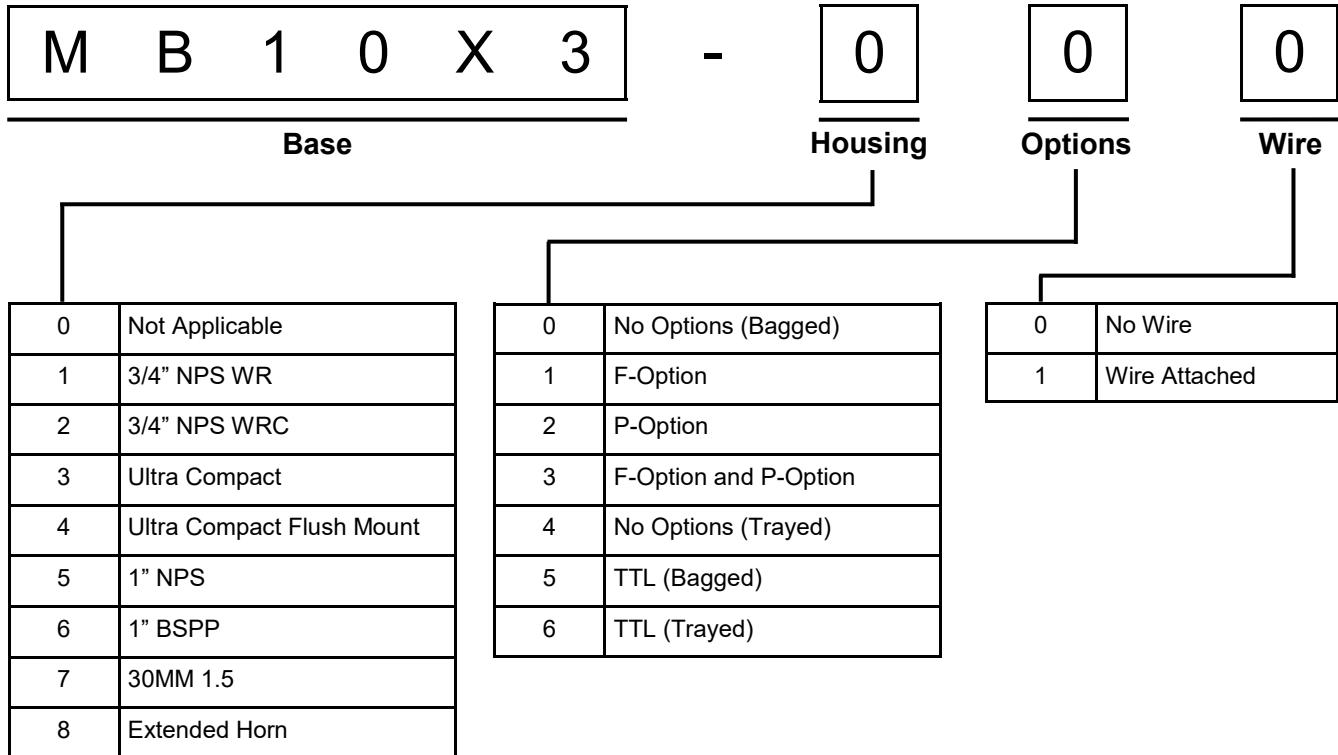 M B 1 0 X 3 - 0 0 0
Base Housing Options Wire
0 Not Applicable
1 3/4” NPS WR
2 3/4” NPS WRC
3 Ultra Compact
4 Ultra Compact Flush Mount
5 1” NPS
6 1” BSPP
7 30MM 1.5
8 Extended Horn
0 No Options (Bagged)
1 F-Option
2 P-Option
3 F-Option and P-Option
4 No Options (Trayed)
5 TTL (Bagged)
6 TTL (Trayed)
0 No Wire
1 Wire Attached